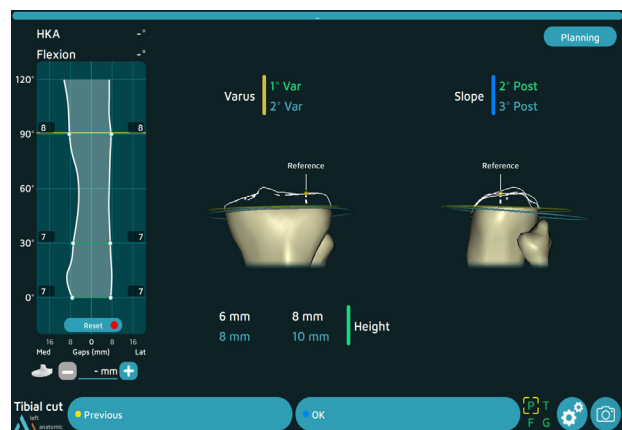 HKA -°
Flexion -°
Planning
120°
90°
60°
30°
0°
8 8
7 7
7 7
Reset
16 8 0 8 16
Med Gaps (mm) Lat
- mm +
Varus
1° Var
2° Var
Slope
2° Post
3° Post
Reference
Reference
6 mm 8 mm
8 mm 10 mm
Height
Tibial cut
left
anatomic
Previous
OK
P T
F G